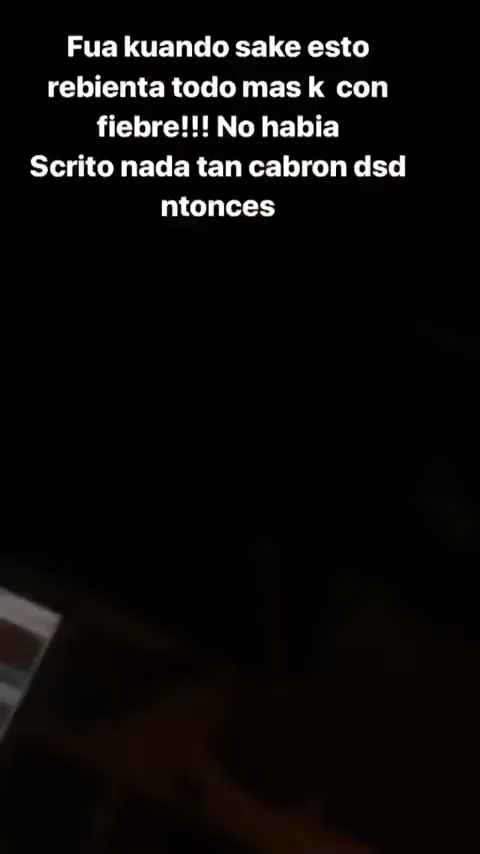 Fua kuando sake esto
rebienta todo mas k  con
fiebre!!! No habia
Scrito nada tan cabron dsd
ntonces